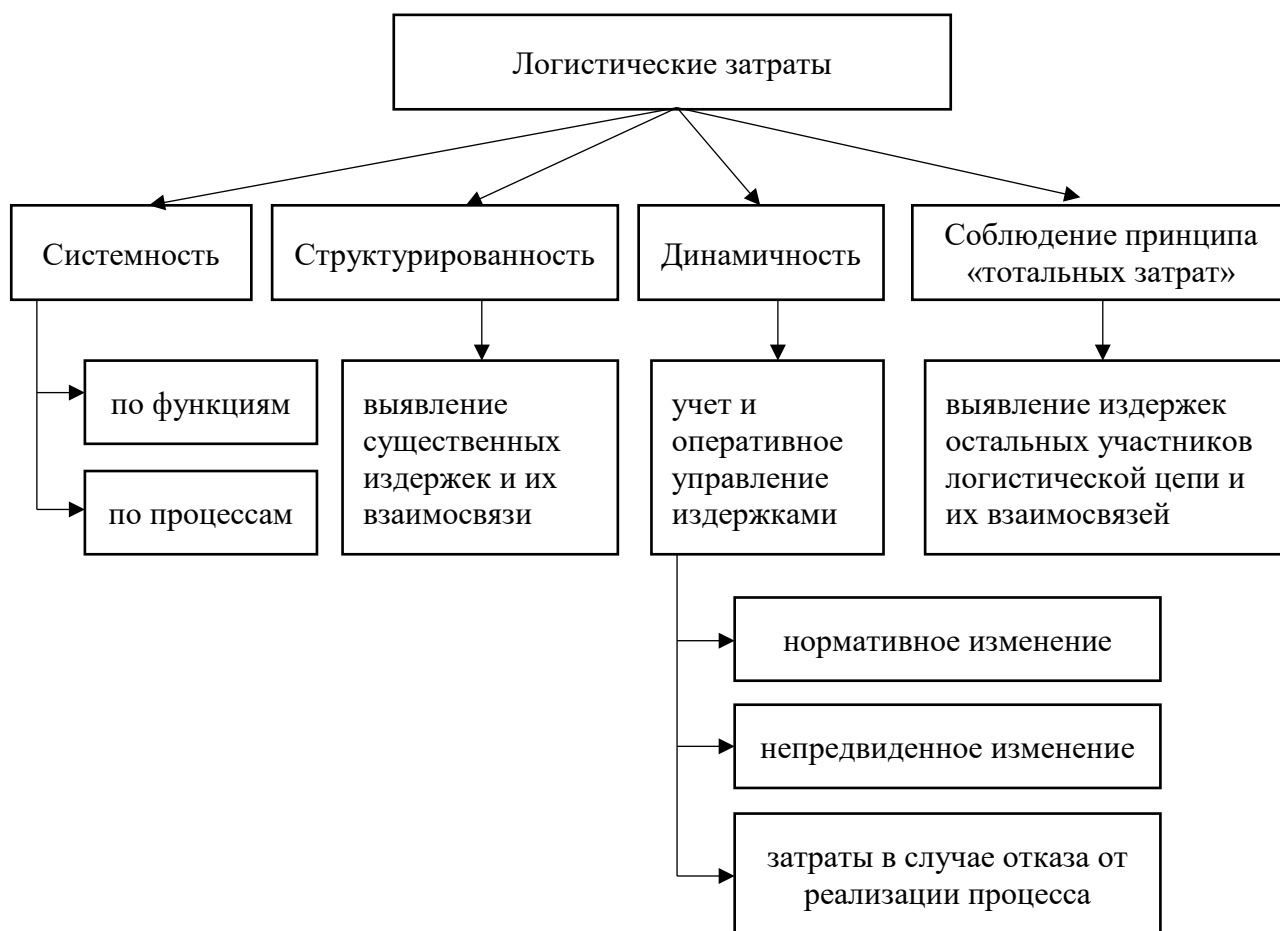 Логистические затраты
Системность
Структурированность
Динамичность
Соблюдение принципа
«тотальных затрат»
по функциям
по процессам
выявление
существенных
издержек и их
взаимосвязи
учет и
оперативное
управление
издержками
выявление издержек
остальных участников
логистической цепи и
их взаимосвязей
нормативное изменение
непредвиденное изменение
затраты в случае отказа от
реализации процесса